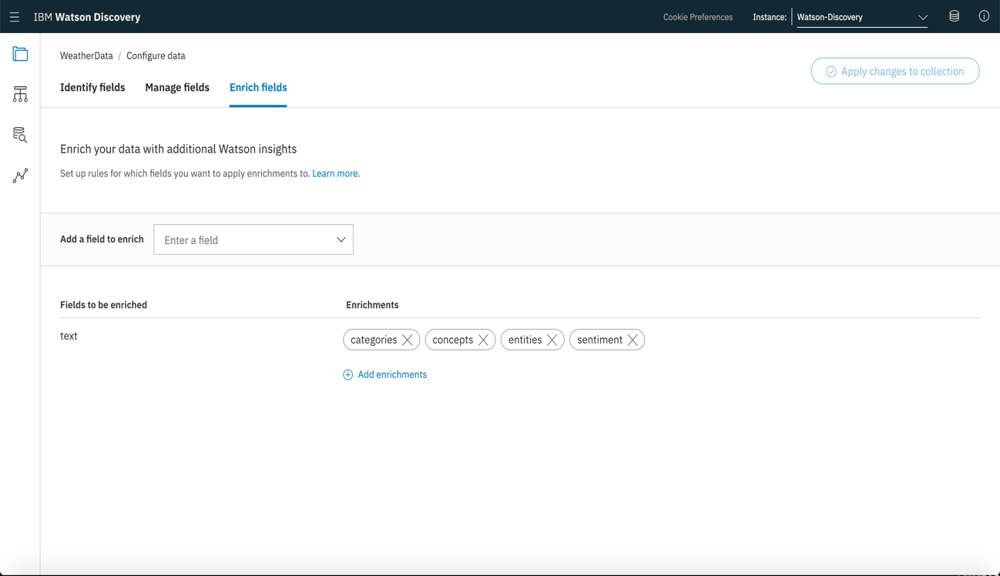 IBM Watson Discovery
Cookie Preferences
Instance:
Watson-Discovery
WeatherData / Configure data
Apply changes to collection
Identify fields
Manage fields
Enrich fields
Enrich your data with additional Watson insights
Set up rules for which fields you want to apply enrichments to. Learn more.
Add a field to enrich
Enter a field
Fields to be enriched
Enrichments
text
categories
concepts
entities
sentiment
Add enrichments